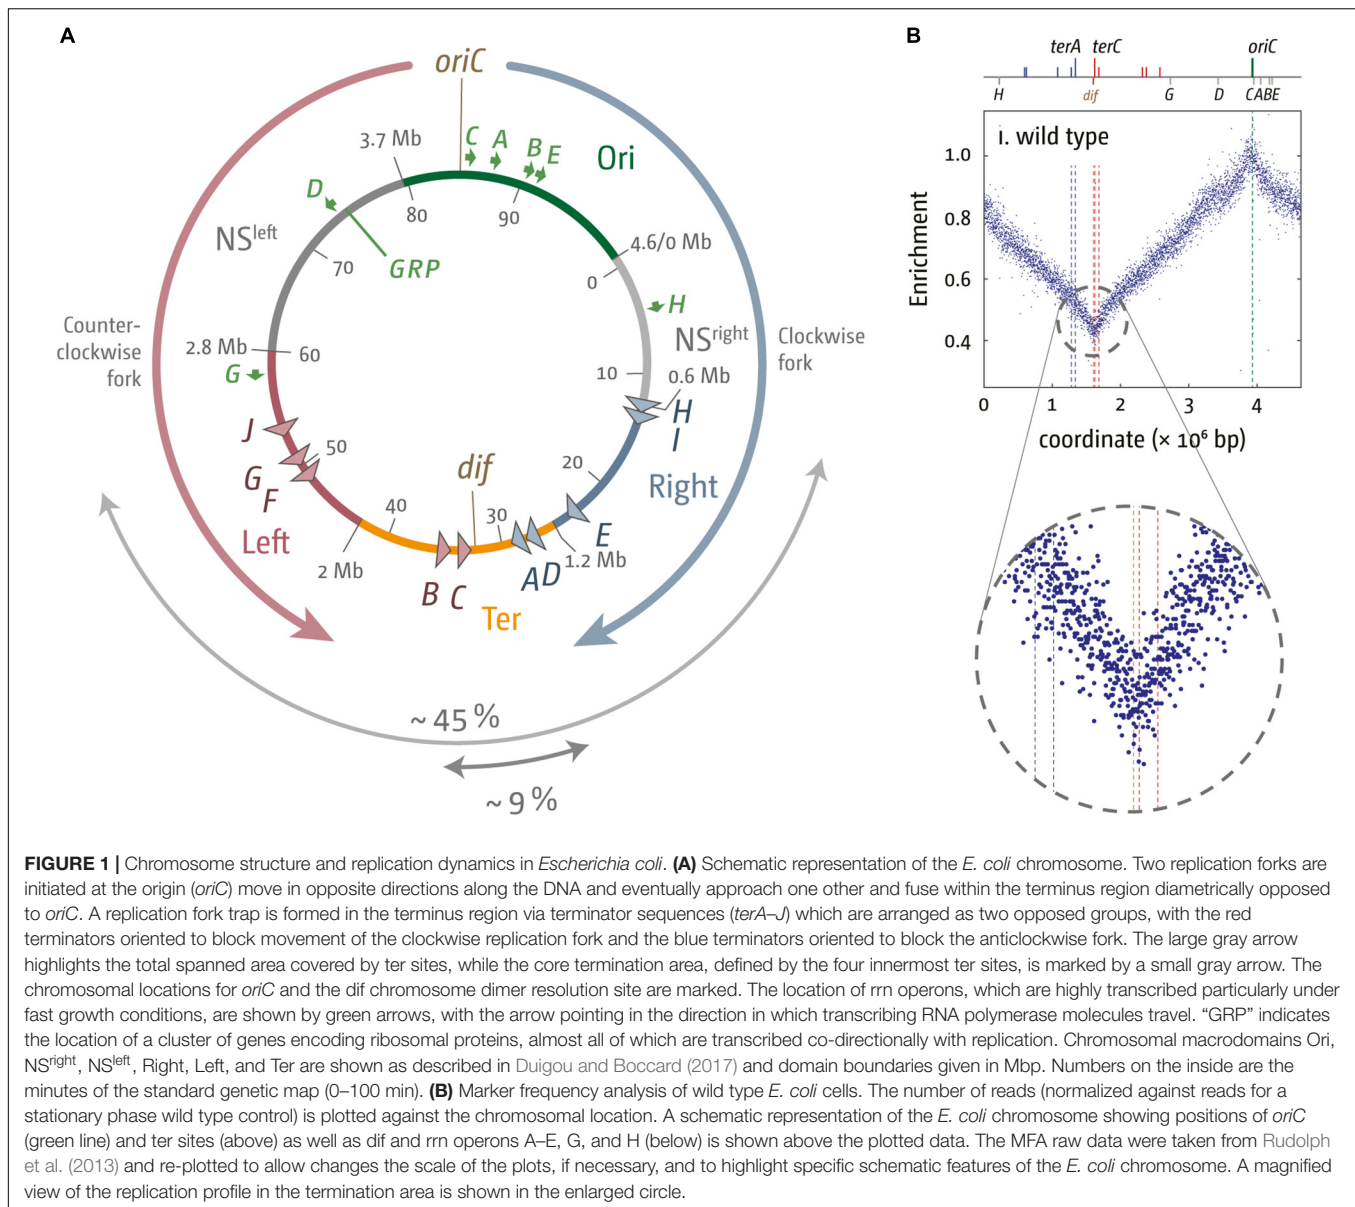 A
oriC
3.7 Mb
C
A
B
E
Ori
D
80
90
NSleft
GRP
4.6/0 Mb
70
0
H
NSright
Counter-
clockwise
fork
2.8 Mb
60
G
Clockwise
fork
10
0.6 Mb
H
I
J
50
G
F
dif
20
Right
Left
40
30
E
2 Mb
1.2 Mb
B
C
A
D
Ter
~ 45 %
~ 9 %
B
terA
terC
oriC
H
dif
G
D
CABE
i. wild type
1.0
0.8
0.6
0.4
Enrichment
0
1
2
3
4
coordinate (× 10⁶ bp)
FIGURE 1 | Chromosome structure and replication dynamics in Escherichia coli. (A) Schematic representation of the E. coli chromosome. Two replication forks are
initiated at the origin (oriC) move in opposite directions along the DNA and eventually approach one other and fuse within the terminus region diametrically opposed
to oriC. A replication fork trap is formed in the terminus region via terminator sequences (terA–J) which are arranged as two opposed groups, with the red
terminators oriented to block movement of the clockwise replication fork and the blue terminators oriented to block the anticlockwise fork. The large gray arrow
highlights the total spanned area covered by ter sites, while the core termination area, defined by the four innermost ter sites, is marked by a small gray arrow. The
chromosomal locations for oriC and the dif chromosome dimer resolution site are marked. The location of rrn operons, which are highly transcribed particularly under
fast growth conditions, are shown by green arrows, with the arrow pointing in the direction in which transcribing RNA polymerase molecules travel. “GRP” indicates
the location of a cluster of genes encoding ribosomal proteins, almost all of which are transcribed co-directionally with replication. Chromosomal macrodomains Ori,
NSright, NSleft, Right, Left, and Ter are shown as described in Duigou and Boccard (2017) and domain boundaries given in Mbp. Numbers on the inside are the
minutes of the standard genetic map (0–100 min). (B) Marker frequency analysis of wild type E. coli cells. The number of reads (normalized against reads for a
stationary phase wild type control) is plotted against the chromosomal location. A schematic representation of the E. coli chromosome showing positions of oriC
(green line) and ter sites (above) as well as dif and rrn operons A–E, G, and H (below) is shown above the plotted data. The MFA raw data were taken from Rudolph
et al. (2013) and re-plotted to allow changes the scale of the plots, if necessary, and to highlight specific schematic features of the E. coli chromosome. A magnified
view of the replication profile in the termination area is shown in the enlarged circle.